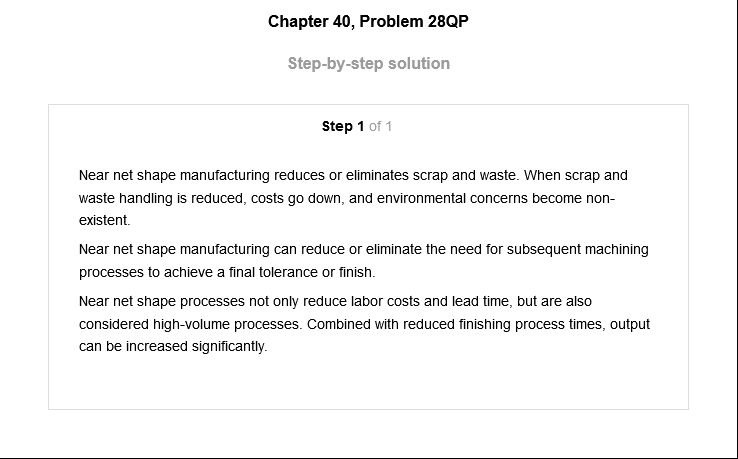 Chapter 40, Problem 28QP
Step-by-step solution
Step 1 of 1
Near net shape manufacturing reduces or eliminates scrap and waste. When scrap and
waste handling is reduced, costs go down, and environmental concerns become non-
existent.
Near net shape manufacturing can reduce or eliminate the need for subsequent machining
processes to achieve a final tolerance or finish.
Near net shape processes not only reduce labor costs and lead time, but are also
considered high-volume processes. Combined with reduced finishing process times, output
can be increased significantly.